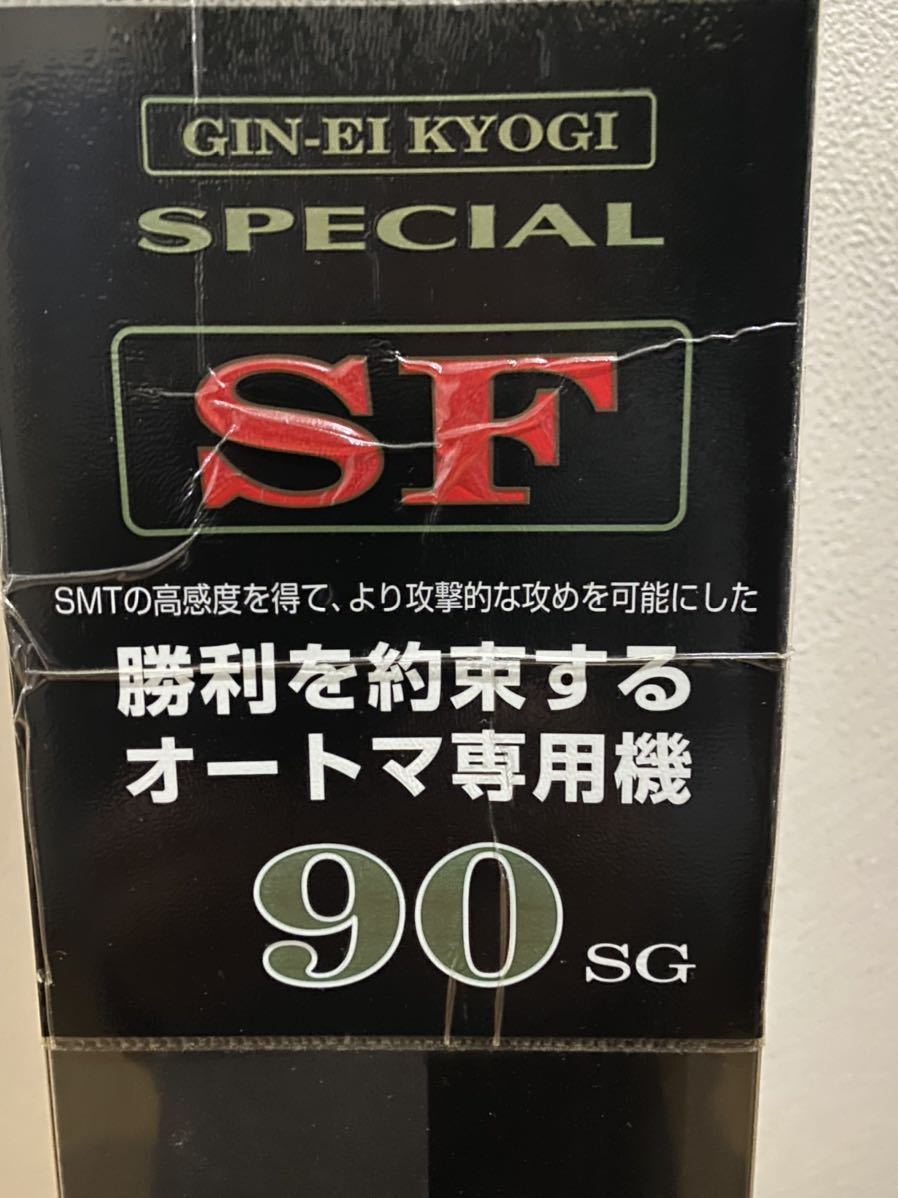 GIN-EI KYOGI
SPECIAL
SF
SMTの高感度を得て、より攻撃的な攻めを可能にした
勝利を約束する
オートマ専用機
90 SG